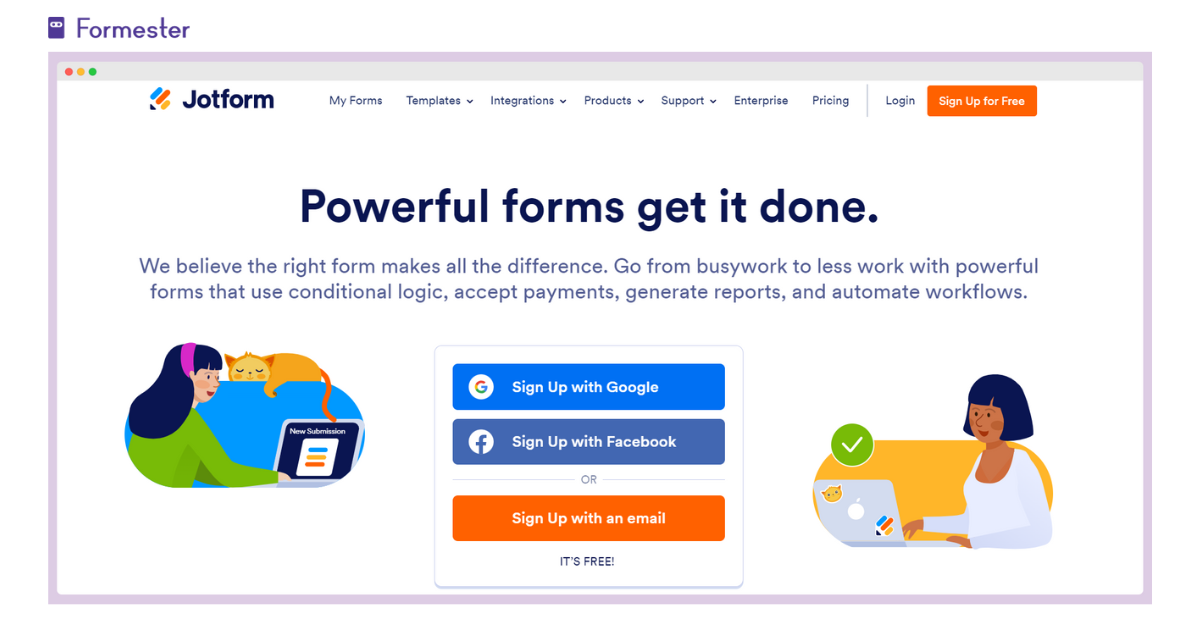 Formester
Jotform
My Forms Templates Integrations Products Support Enterprise Pricing Login Sign Up for Free
Powerful forms get it done.
We believe the right form makes all the difference. Go from busywork to less work with powerful
forms that use conditional logic, accept payments, generate reports, and automate workflows.
New Submission
Sign Up with Google
Sign Up with Facebook
OR
Sign Up with an email
IT'S FREE!